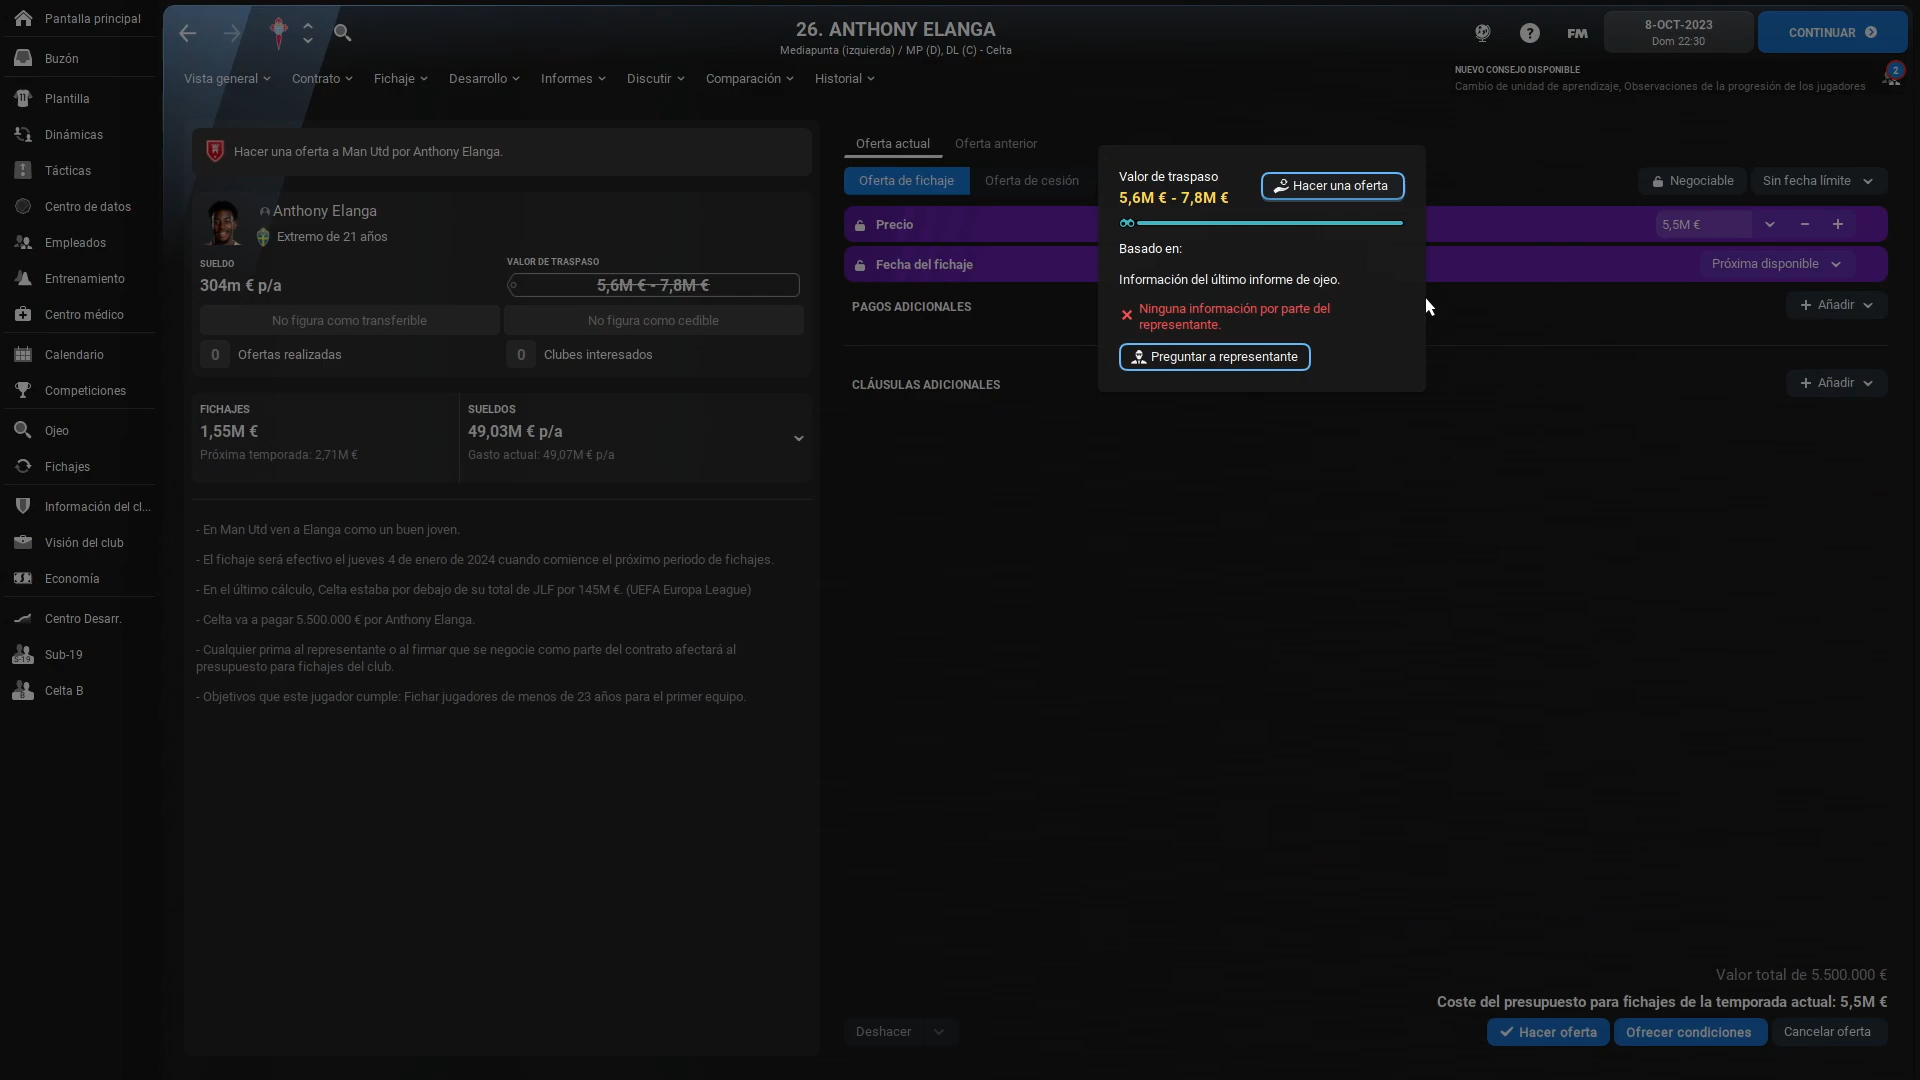 Pantalla principal
Buzón
Plantilla
Dinámicas
Tácticas
Centro de datos
Empleados
Entrenamiento
Centro médico
Calendario
Competiciones
Ojeo
Fichajes
Información del cl...
Visión del club
Economía
Centro Desarr.
Sub-19
Celta B
26. ANTHONY ELANGA
Mediapunta (izquierda) / MP (D), DL (C) - Celta
FM
8-OCT-2023
Dom 22:30
CONTINUAR
Vista general
Contrato
Fichaje
Desarrollo
Informes
Discutir
Comparación
Historial
NUEVO CONSEJO DISPONIBLE
Cambio de unidad de aprendizaje, Observaciones de la progresión de los jugadores
2
Hacer una oferta a Man Utd por Anthony Elanga.
Anthony Elanga
Extremo de 21 años
SUELDO
304m € p/a
VALOR DE TRASPASO
5,6M € - 7,8M €
No figura como transferible
No figura como cedible
0 Ofertas realizadas
0 Clubes interesados
FICHAJES
1,55M €
Próxima temporada: 2,71M €
SUELDOS
49,03M € p/a
Gasto actual: 49,07M € p/a
- En Man Utd ven a Elanga como un buen joven.
- El fichaje será efectivo el jueves 4 de enero de 2024 cuando comience el próximo periodo de fichajes.
- En el último cálculo, Celta estaba por debajo de su total de JLF por 145M €. (UEFA Europa League)
- Celta va a pagar 5.500.000 € por Anthony Elanga.
- Cualquier prima al representante o al firmar que se negocie como parte del contrato afectará al
presupuesto para fichajes del club.
- Objetivos que este jugador cumple: Fichar jugadores de menos de 23 años para el primer equipo.
Oferta actual
Oferta anterior
Oferta de fichaje
Oferta de cesión
Negociable
Sin fecha límite
Precio
5,5M €
Fecha del fichaje
Próxima disponible
PAGOS ADICIONALES
Añadir
CLÁUSULAS ADICIONALES
Añadir
Valor de traspaso
5,6M € - 7,8M €
Hacer una oferta
Basado en:
Información del último informe de ojeo.
Ninguna información por parte del
representante.
Preguntar a representante
Valor total de 5.500.000 €
Coste del presupuesto para fichajes de la temporada actual: 5,5M €
Deshacer
Hacer oferta
Ofrecer condiciones
Cancelar oferta